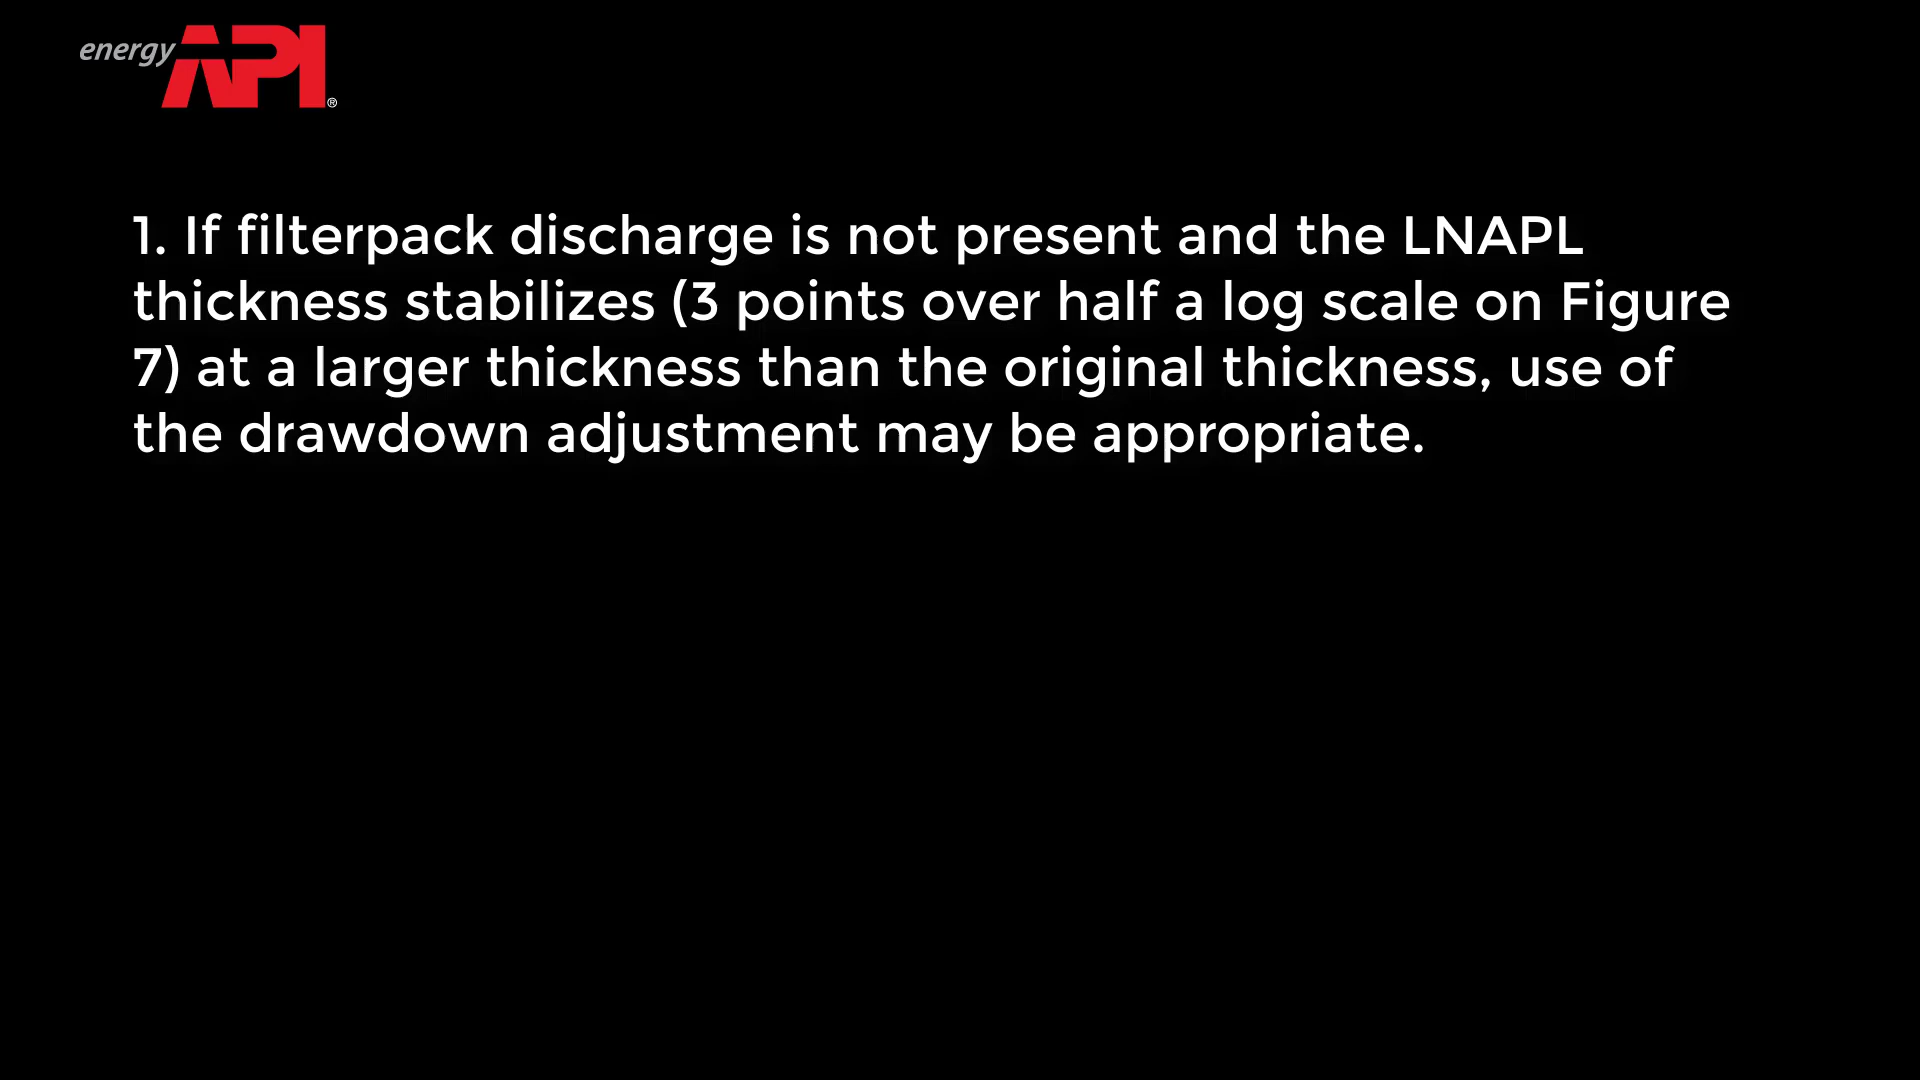 energy API®
1. If filterpack discharge is not present and the LNAPL
thickness stabilizes (3 points over half a log scale on Figure
7) at a larger thickness than the original thickness, use of
the drawdown adjustment may be appropriate.